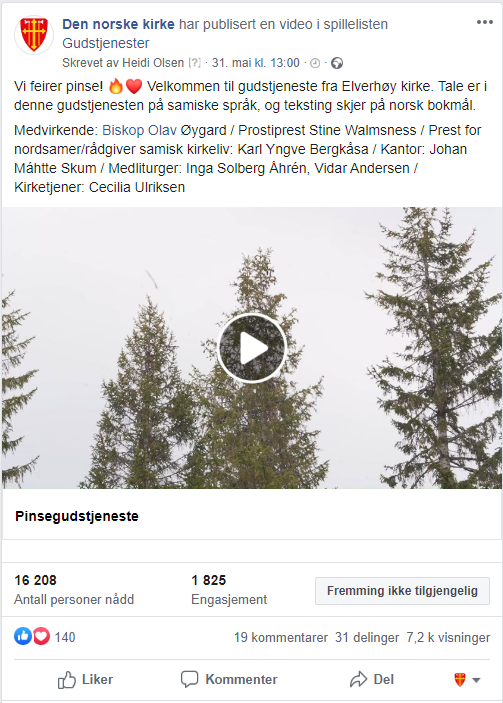 Den norske kirke har publisert en video i spillelisten
Gudstjenester
Skrevet av Heidi Olsen [?] · 31. mai kl. 13:00 ·
Vi feirer pinse! 🔥❤️ Velkommen til gudstjeneste fra Elverhøy kirke. Tale er i
denne gudstjenesten på samiske språk, og teksting skjer på norsk bokmål.
Medvirkende: Biskop Olav Øygard / Prostiprest Stine Walmsness / Prest for
nordsamer/rådgiver samisk kirkeliv: Karl Yngve Bergkåsa / Kantor: Johan
Máhtte Skum / Medliturger: Inga Solberg Åhrén, Vidar Andersen /
Kirketjener: Cecilia Ulriksen
Pinsegudstjeneste
16 208
Antall personer nådd
1 825
Engasjement
Fremming ikke tilgjengelig
140
19 kommentarer 31 delinger 7,2 k visninger
Liker
Kommenter
Del